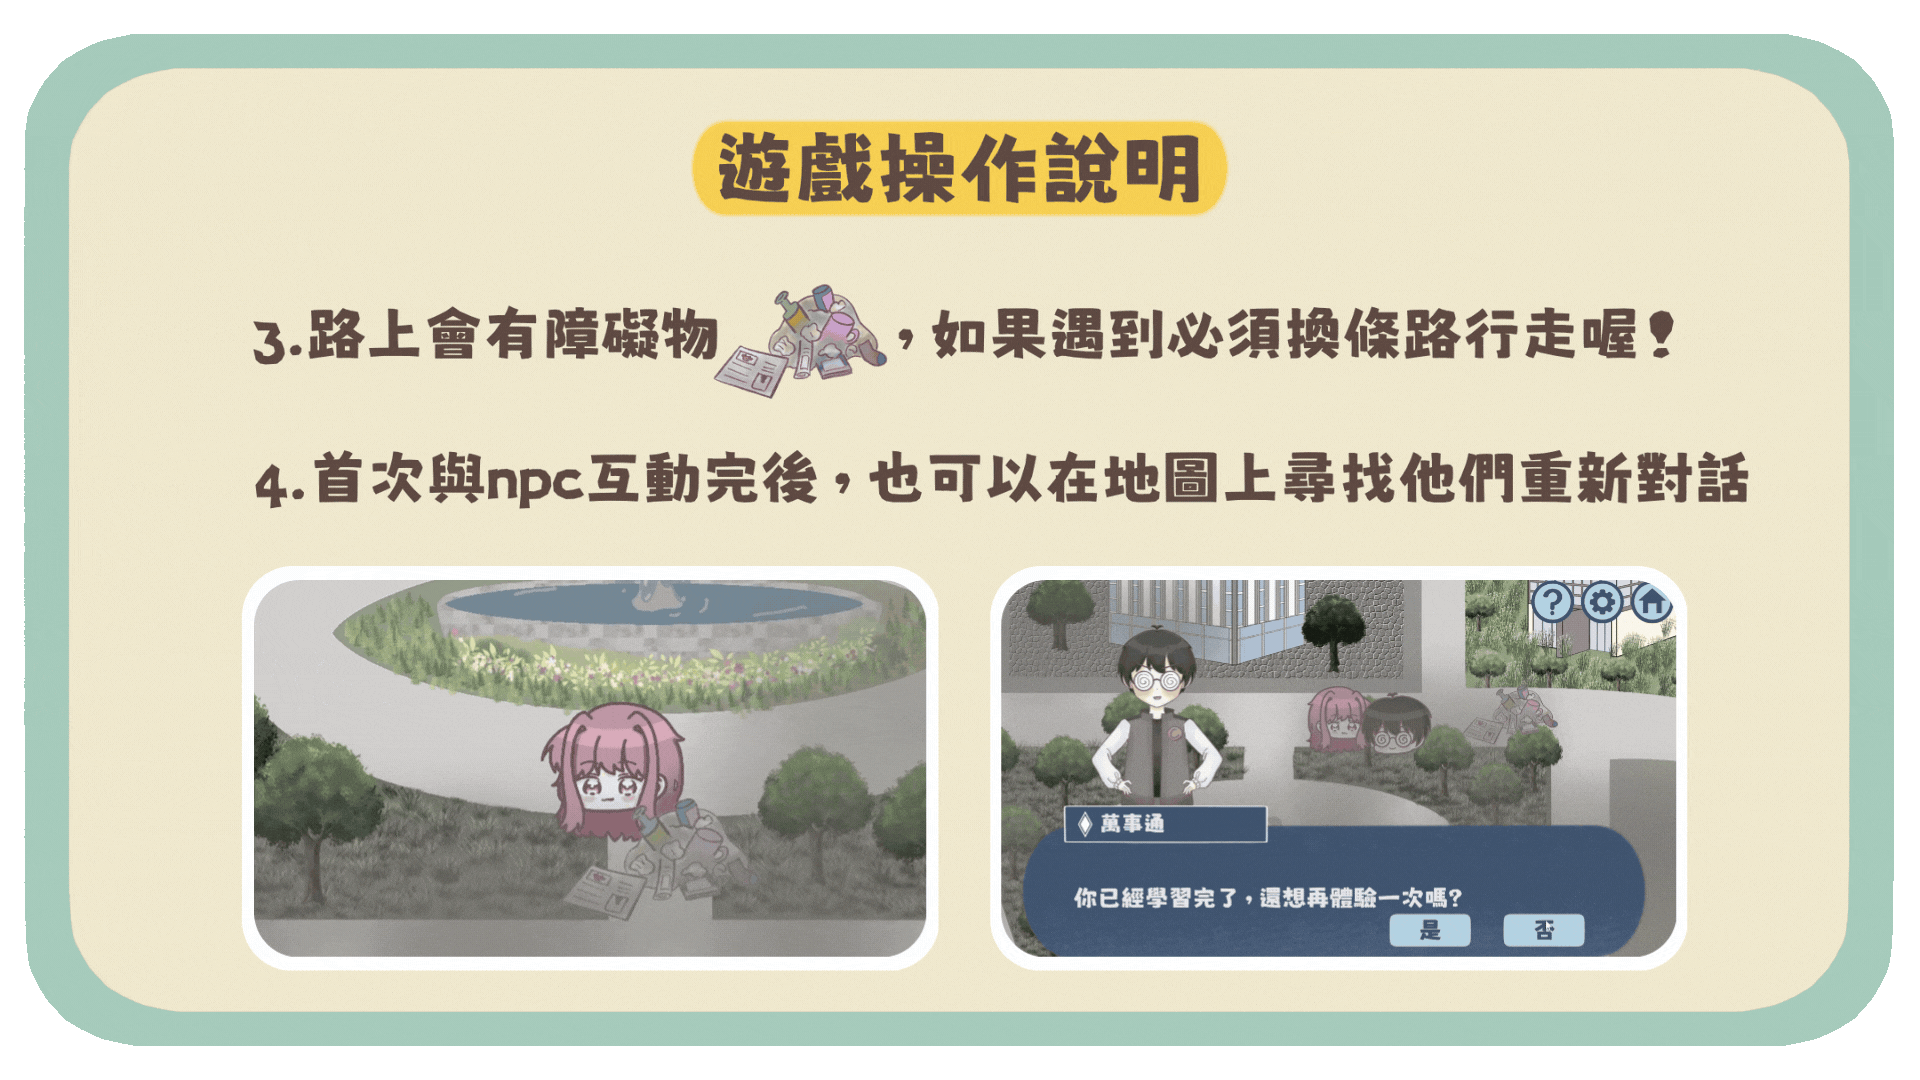 遊戲操作說明
3.路上會有障礙物，如果遇到必須換條路行走喔！
4.首次與npc互動完後，也可以在地圖上尋找他們重新對話
?
萬事通
你已經學習完了，還想再體驗一次嗎?
是
否